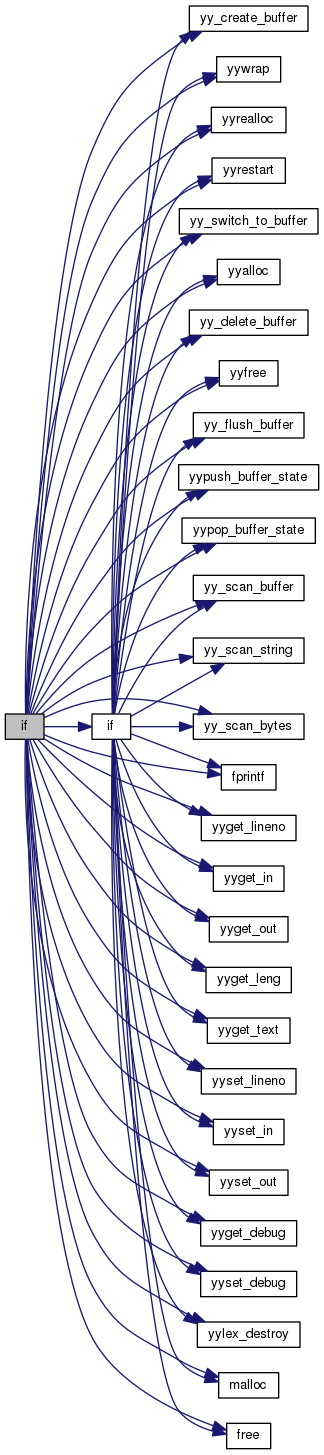 yy_create_buffer
yywrap
yyrealloc
yyrestart
yy_switch_to_buffer
yyalloc
yy_delete_buffer
yyfree
yy_flush_buffer
yypush_buffer_state
yypop_buffer_state
yy_scan_buffer
yy_scan_string
if
if
yy_scan_bytes
fprintf
yyget_lineno
yyget_in
yyget_out
yyget_leng
yyget_text
yyset_lineno
yyset_in
yyset_out
yyget_debug
yyset_debug
yylex_destroy
malloc
free